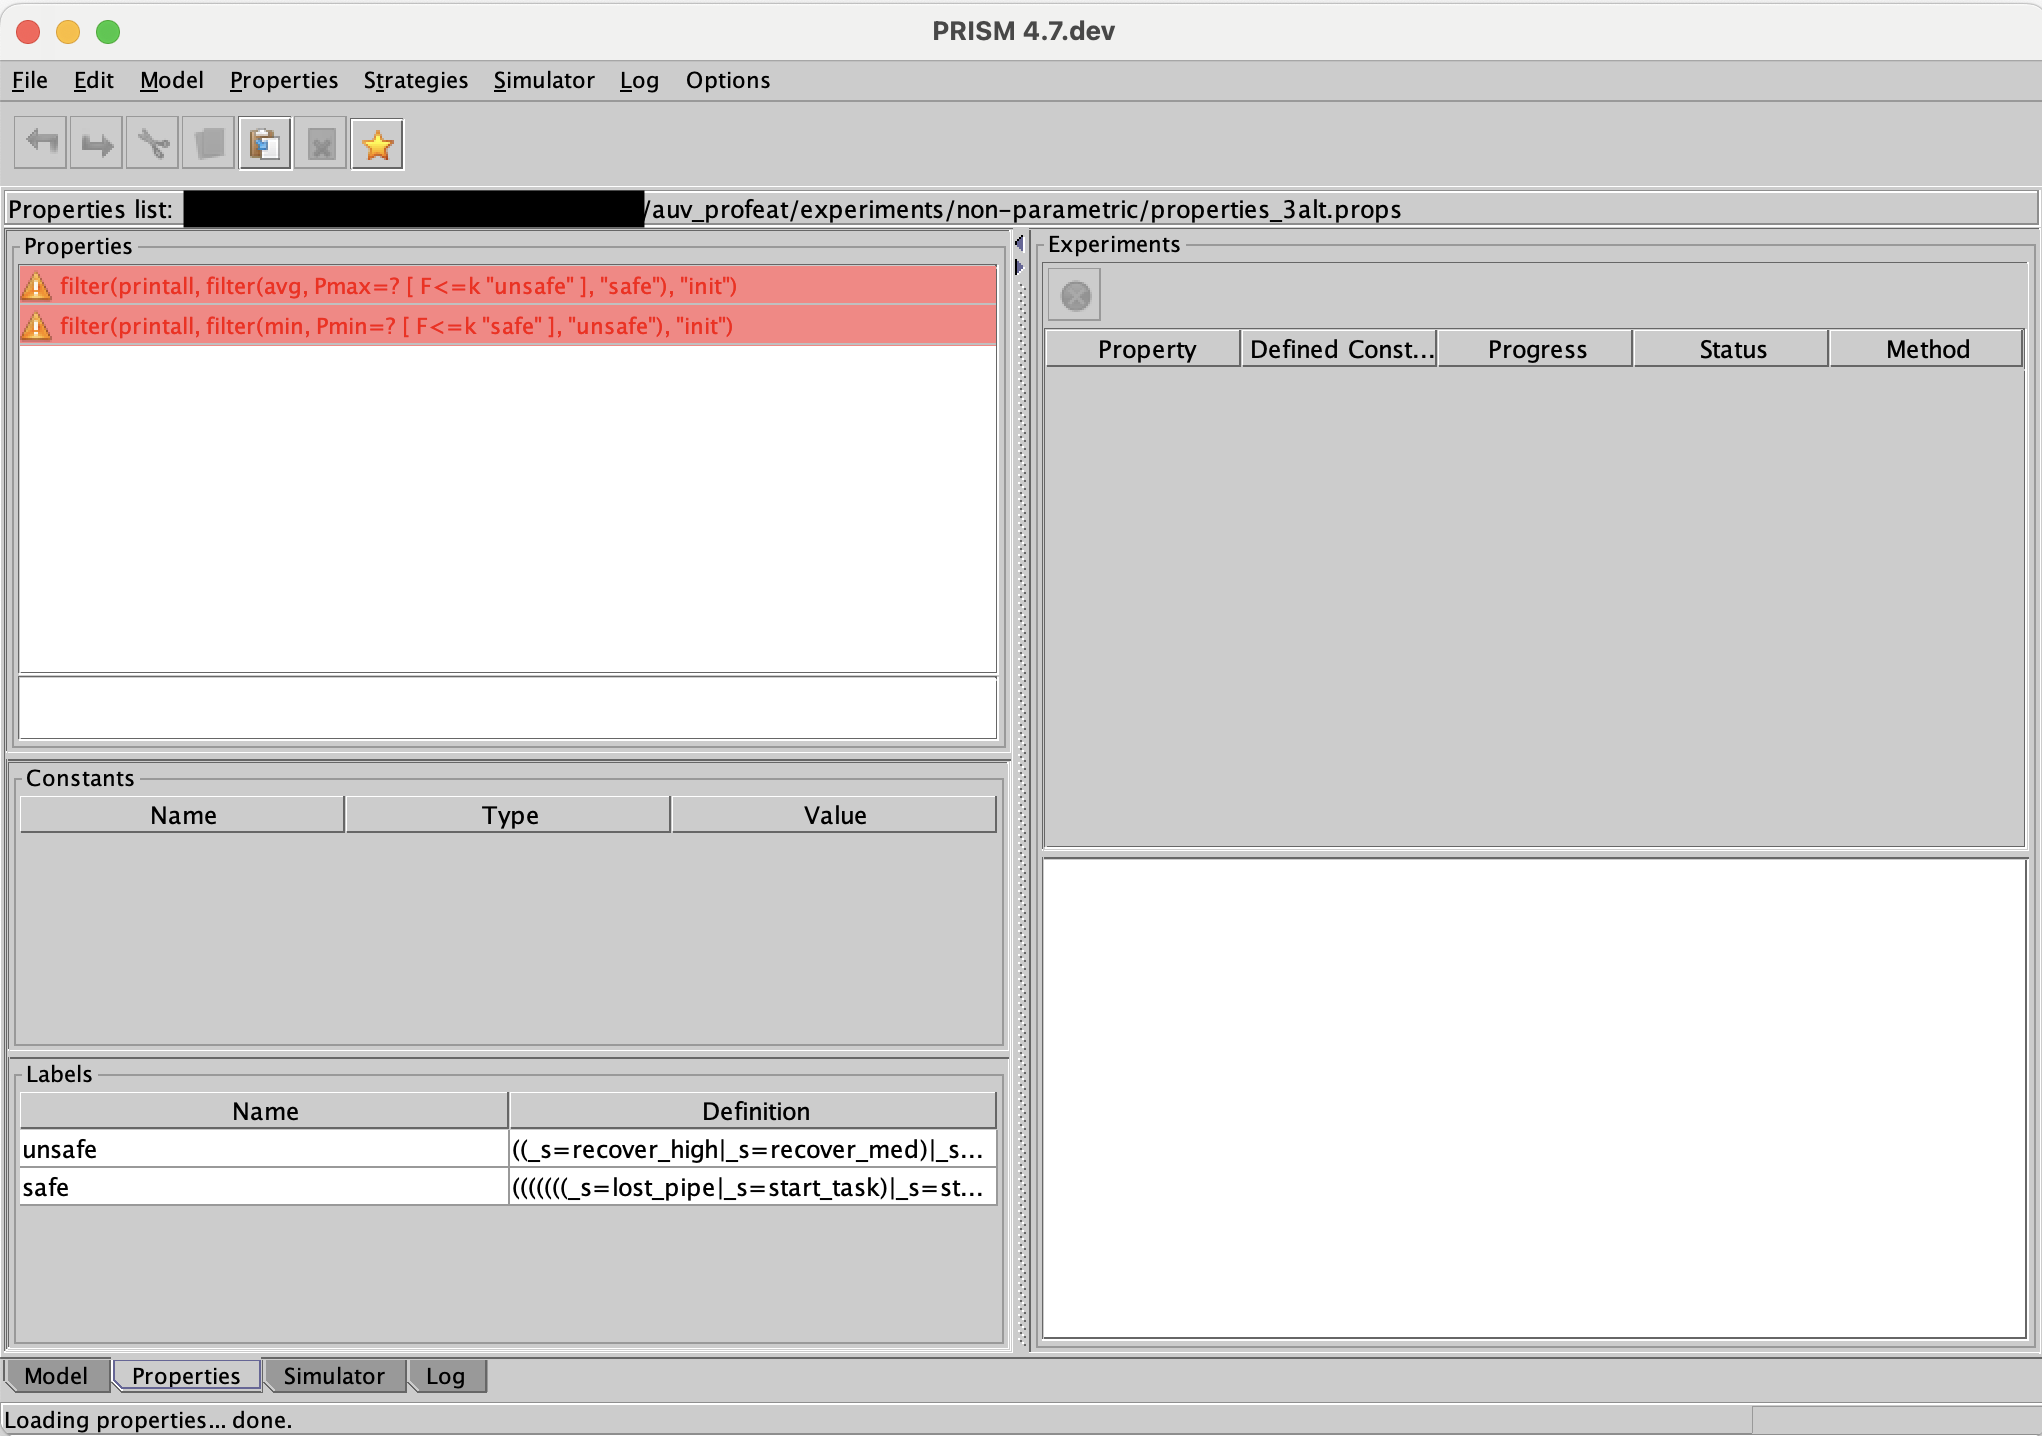 PRISM 4.7.dev
File Edit Model Properties Strategies Simulator Log Options
Properties list: /auv_profeat/experiments/non-parametric/properties_3alt.props
Properties
filter(printall, filter(avg, Pmax=? [ F<=k "unsafe" ], "safe"), "init")
filter(printall, filter(min, Pmin=? [ F<=k "safe" ], "unsafe"), "init")
Constants
Name Type Value
Labels
Name Definition
unsafe ((_s=recover_high|_s=recover_med)|_s...
safe (((((((_s=lost_pipe|_s=start_task)|_s=st...
Experiments
Property Defined Const... Progress Status Method
Model Properties Simulator Log
Loading properties... done.